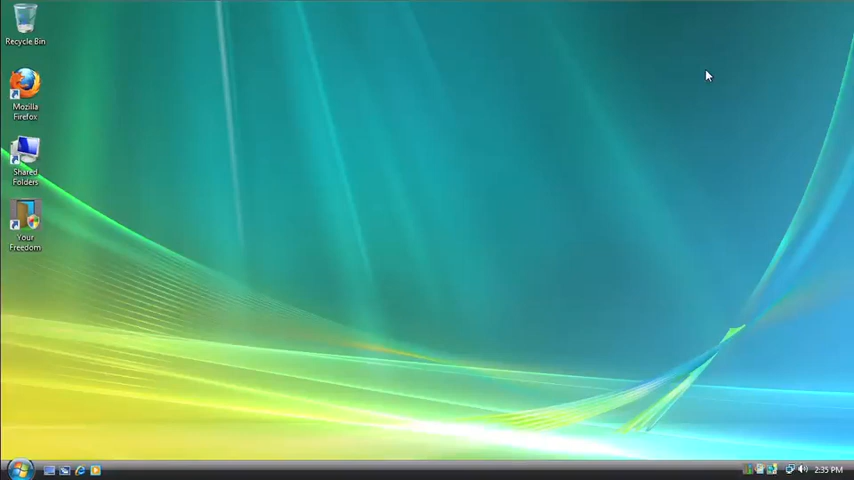 Recycle Bin
Mozilla
Firefox
Shared
Folders
Your
Freedom
2:35 PM